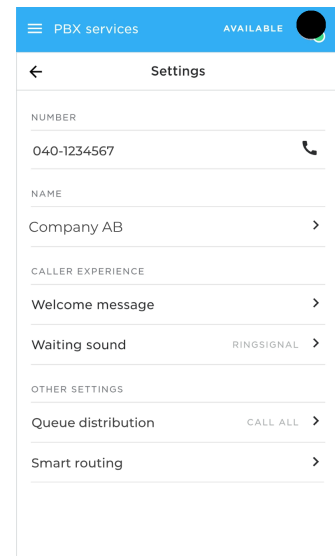 PBX services AVAILABLE
Settings
NUMBER
040-1234567
NAME
Company AB
CALLER EXPERIENCE
Welcome message
Waiting sound RINGSIGNAL
OTHER SETTINGS
Queue distribution CALL ALL
Smart routing